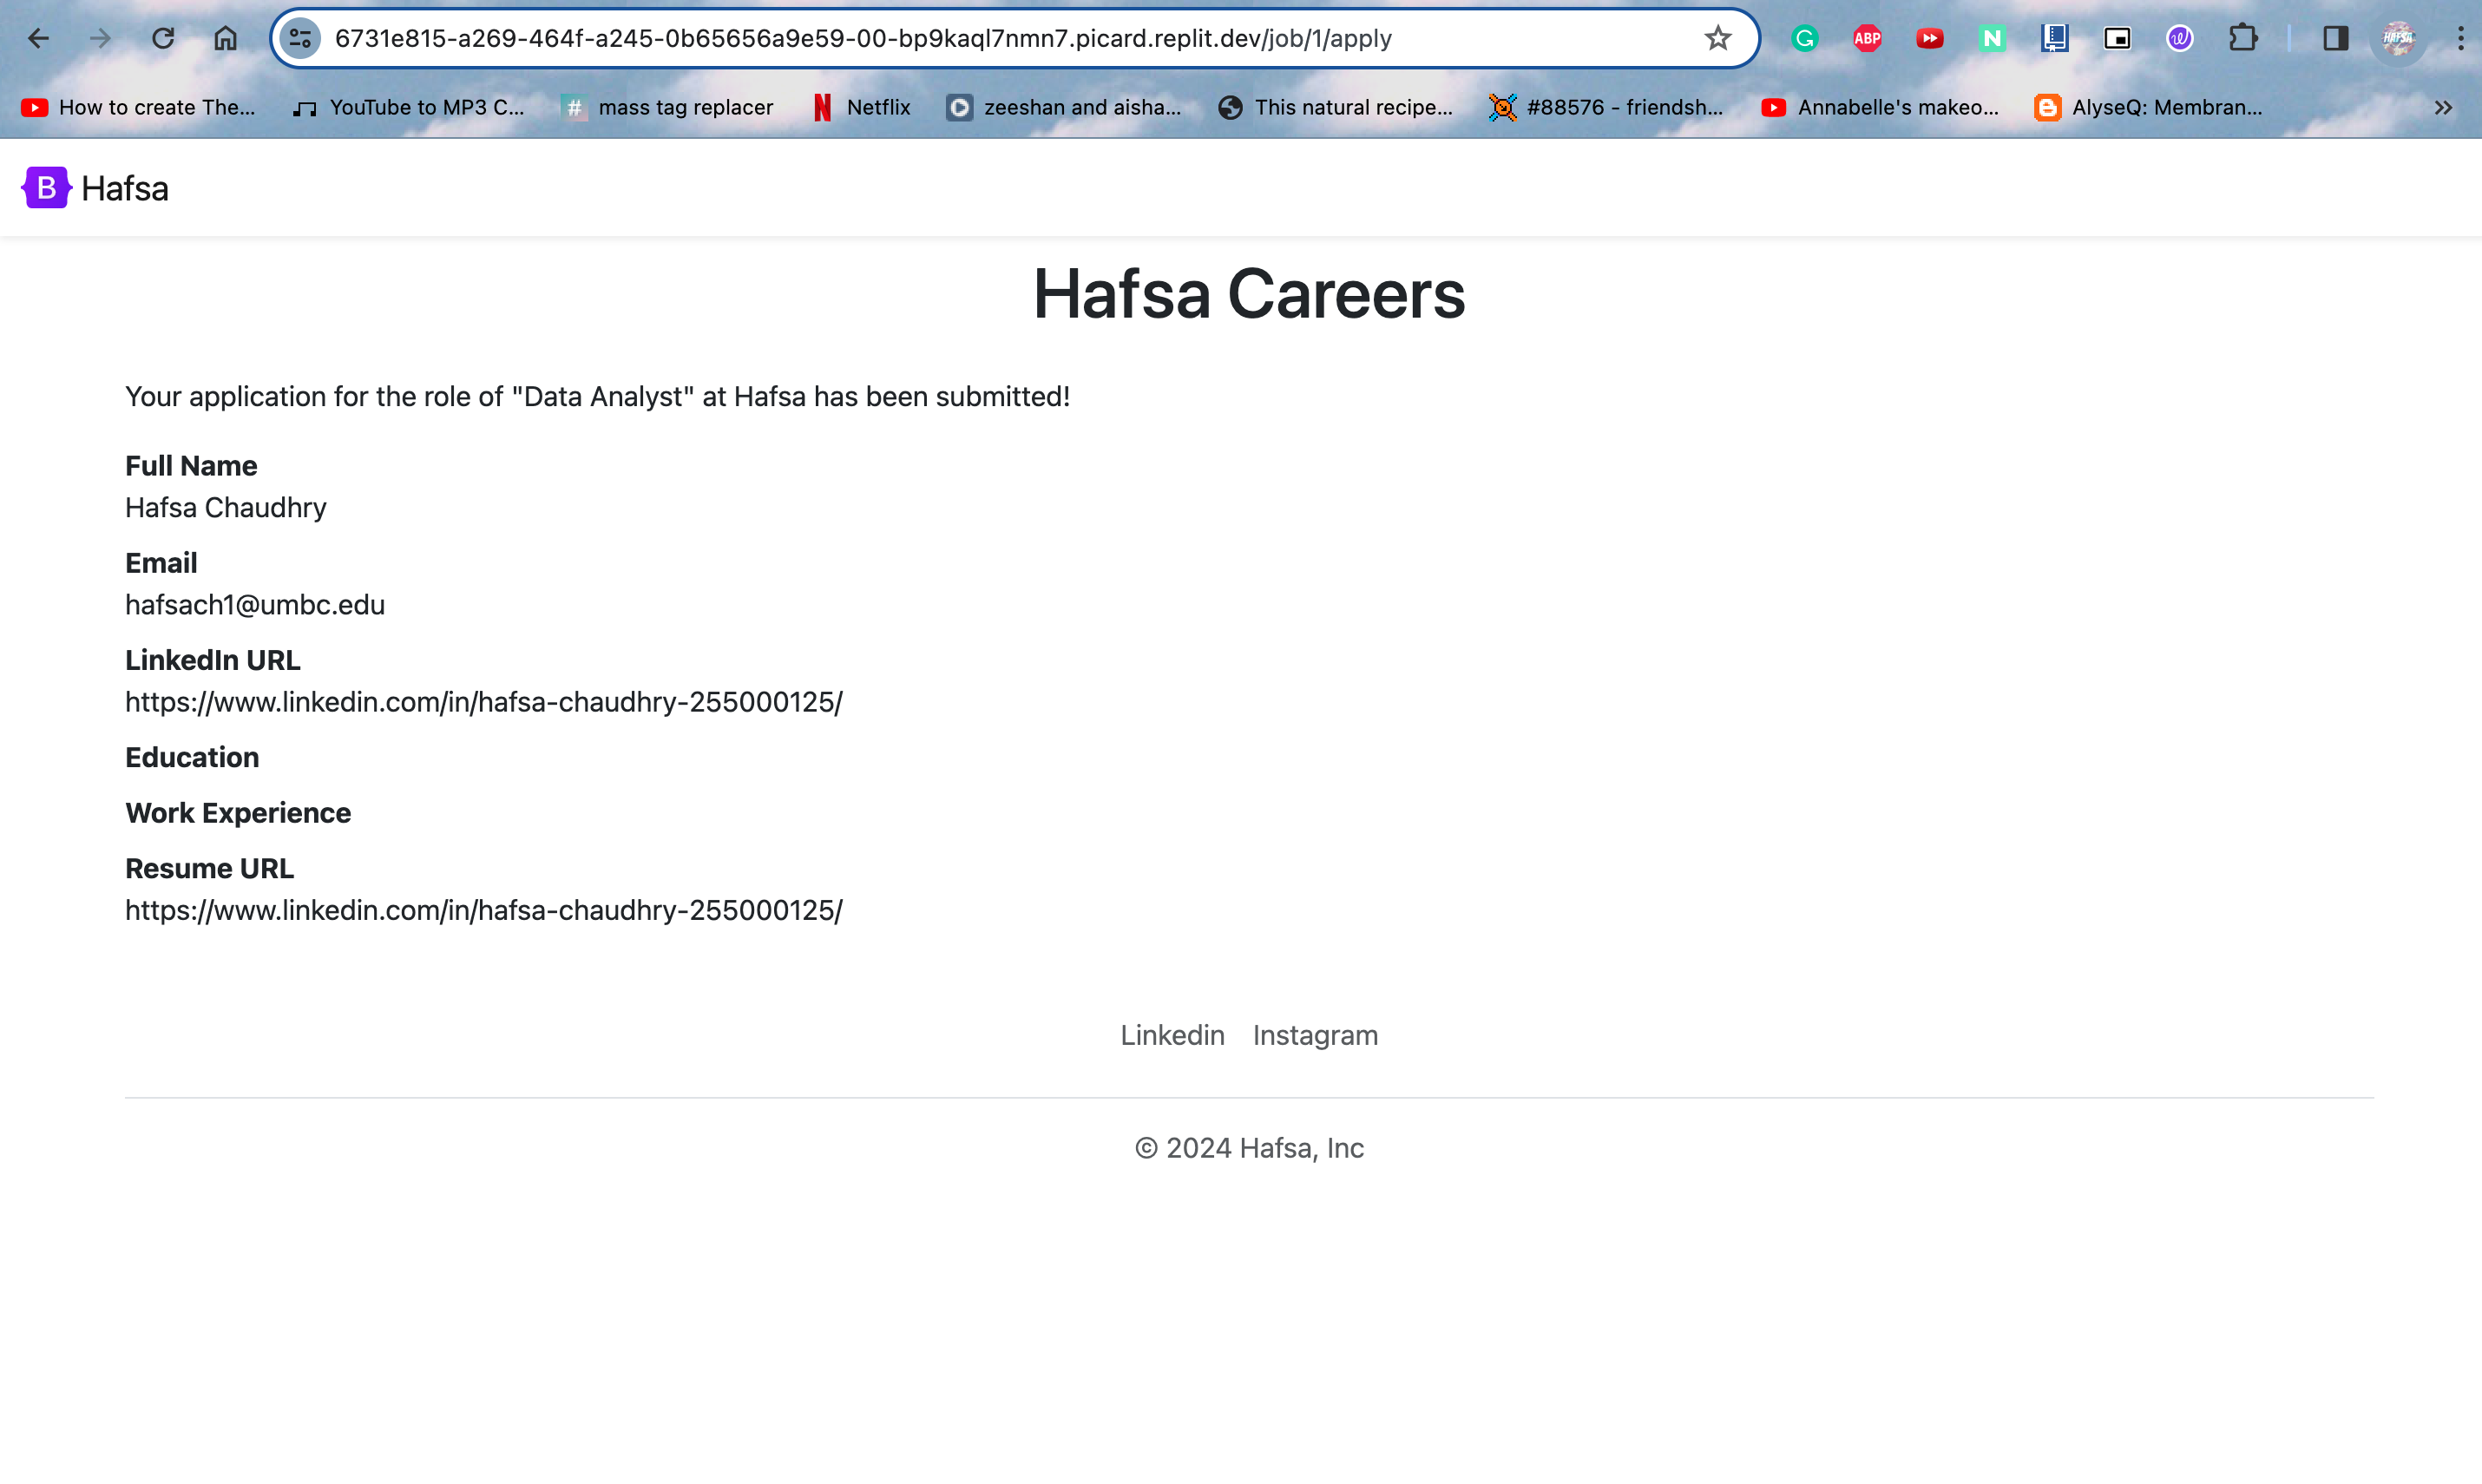 6731e815-a269-464f-a245-0b65656a9e59-00-bp9kaql7nmn7.picard.replit.dev/job/1/apply
ABP
N
HAFSA
How to create The...
YouTube to MP3 C...
# mass tag replacer
N Netflix
zeeshan and aisha...
This natural recipe...
#88576 - friendsh...
Annabelle's makeo...
AlyseQ: Membran...
B Hafsa
Hafsa Careers
Your application for the role of "Data Analyst" at Hafsa has been submitted!
Full Name
Hafsa Chaudhry
Email
hafsach1@umbc.edu
LinkedIn URL
https://www.linkedin.com/in/hafsa-chaudhry-255000125/
Education
Work Experience
Resume URL
https://www.linkedin.com/in/hafsa-chaudhry-255000125/
Linkedin Instagram
© 2024 Hafsa, Inc